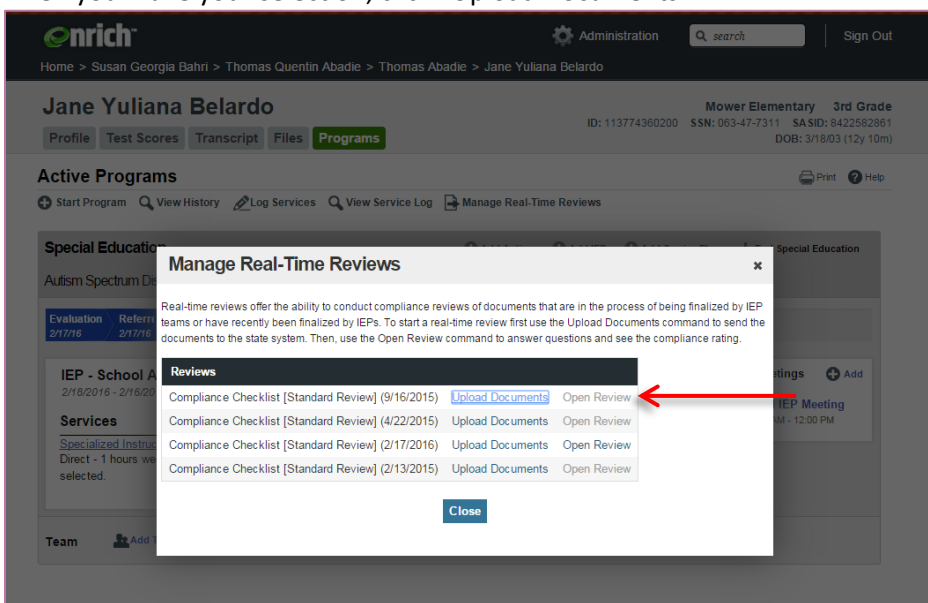 enrich
Administration
search
Sign Out
Home > Susan Georgia Bahri > Thomas Quentin Abadie > Thomas Abadie > Jane Yuliana Belardo
Jane Yuliana Belardo
Mower Elementary 3rd Grade
ID: 113774360200 SSN: 063-47-7311 SASID: 8422582861
DOB: 3/18/03 (12y 10m)
Profile Test Scores Transcript Files Programs
Active Programs
Print Help
Start Program View History Log Services View Service Log Manage Real-Time Reviews
Special Education
Special Education
Autism Spectrum
Manage Real-Time Reviews
Real-time reviews offer the ability to conduct compliance reviews of documents that are in the process of being finalized by IEP
teams or have recently been finalized by IEPs. To start a real-time review first use the Upload Documents command to send the
documents to the state system. Then, use the Open Review command to answer questions and see the compliance rating.
Evaluation
2/17/16 2/17/16
Reviews
Compliance Checklist [Standard Review] (9/16/2015) Upload Documents Open Review
Compliance Checklist [Standard Review] (4/22/2015) Upload Documents Open Review
Compliance Checklist [Standard Review] (2/17/2016) Upload Documents Open Review
Compliance Checklist [Standard Review] (2/13/2015) Upload Documents Open Review
Close
IEP - School
2/18/2016 - 2/16/20
Services
Specialized
Direct - 1 hours
selected.
Add
IEP Meeting
- 12:00 PM
Team Add